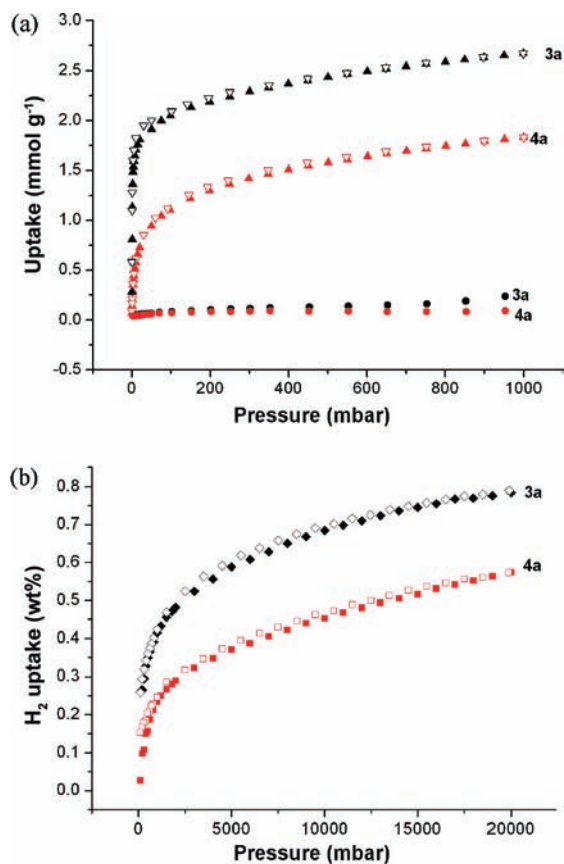 (a)
3.0
2.5
2.0
1.5
1.0
0.5
0.0
-0.5
Uptake (mmol g⁻¹)
3a
4a
3a
4a
0 200 400 600 800 1000
Pressure (mbar)
(b)
0.8
0.7
0.6
0.5
0.4
0.3
0.2
0.1
0.0
H₂ uptake (wt%)
3a
4a
0 5000 10000 15000 20000
Pressure (mbar)